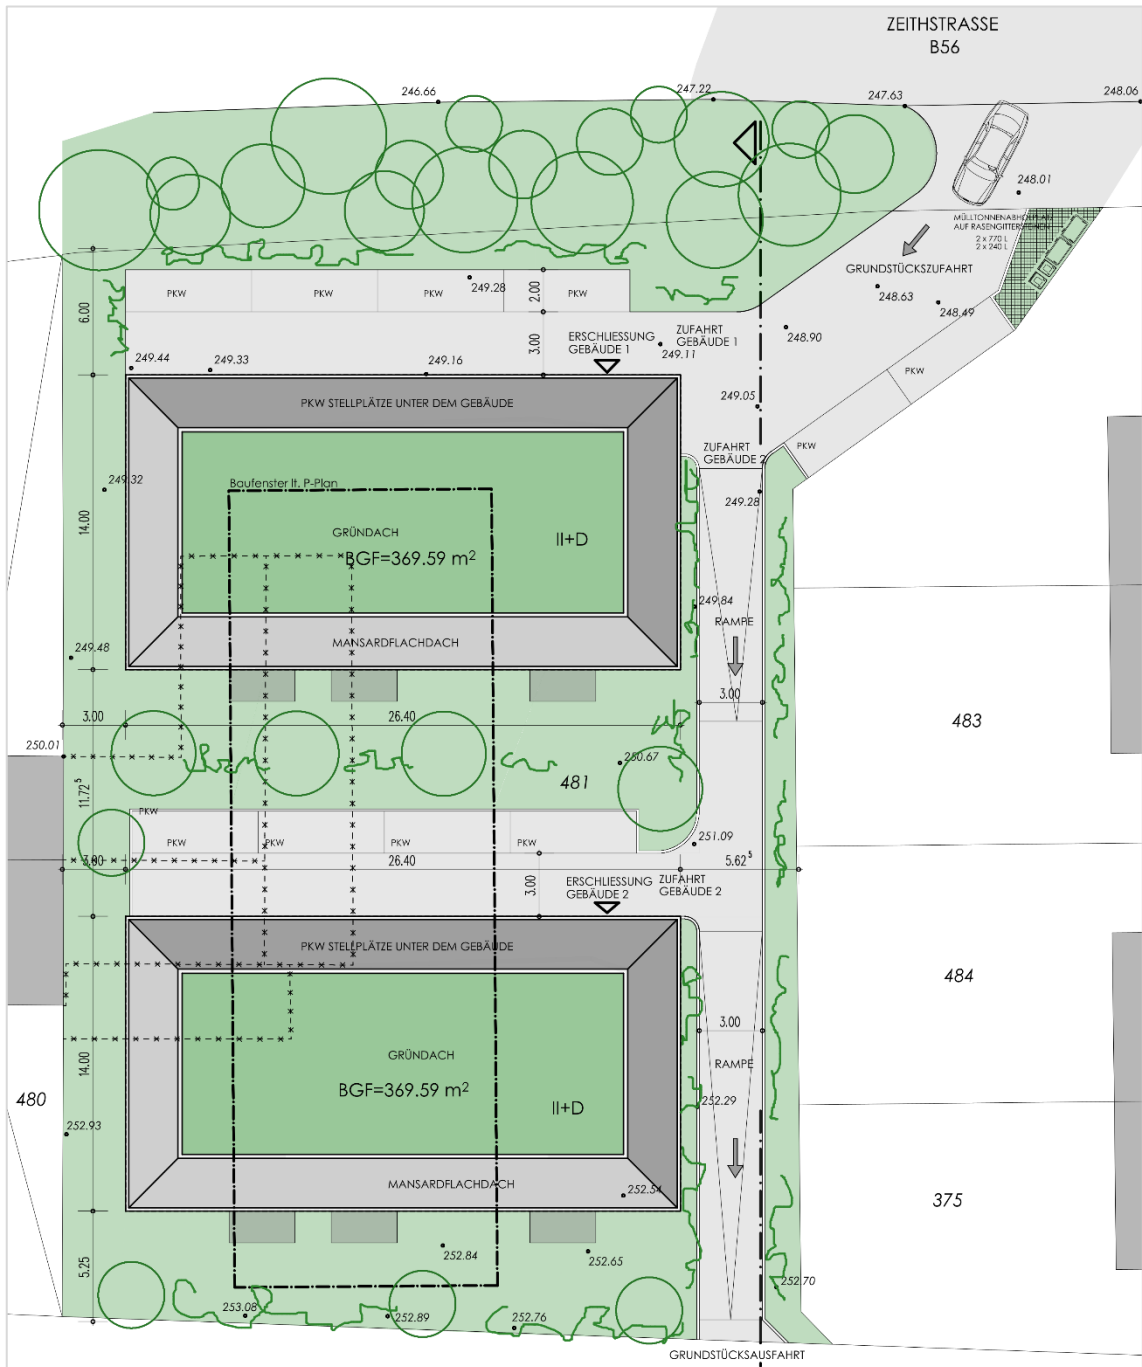 ZEITHSTRASSE
B56
246.66
247.22
247.63
248.06
248.01
MÜLLTONNENABHOLPLATZ
AUF RASENGITTERSTEINEN
2 x 770 L
2 x 240 L
GRUNDSTÜCKSZUFAHRT
248.63
248.49
248.90
6.00
PKW
PKW
PKW
249.28
PKW
2.00
3.00
ERSCHLIESSUNG
GEBÄUDE 1
ZUFAHRT
GEBÄUDE 1
249.11
249.44
249.33
249.16
PKW
249.05
PKW STELLPLÄTZE UNTER DEM GEBÄUDE
ZUFAHRT
GEBÄUDE 2
PKW
249.32
Baufenster lt. P-Plan
249.28
14.00
GRÜNDACH
BGF=369.59 m²
II+D
249.84
RAMPE
MANSARDFLACHDACH
249.48
3.00
3.00
26.40
483
250.01
250.67
481
11.72⁵
PKW
PKW
PKW
PKW
PKW
251.09
3.00
26.40
5.62⁵
3.00
ERSCHLIESSUNG
GEBÄUDE 2
ZUFAHRT
GEBÄUDE 2
PKW STELLPLÄTZE UNTER DEM GEBÄUDE
484
3.00
14.00
GRÜNDACH
RAMPE
BGF=369.59 m²
II+D
480
252.29
252.93
MANSARDFLACHDACH
252.54
375
252.84
252.65
5.25
252.70
253.08
252.89
252.76
GRUNDSTÜCKSAUSFAHRT